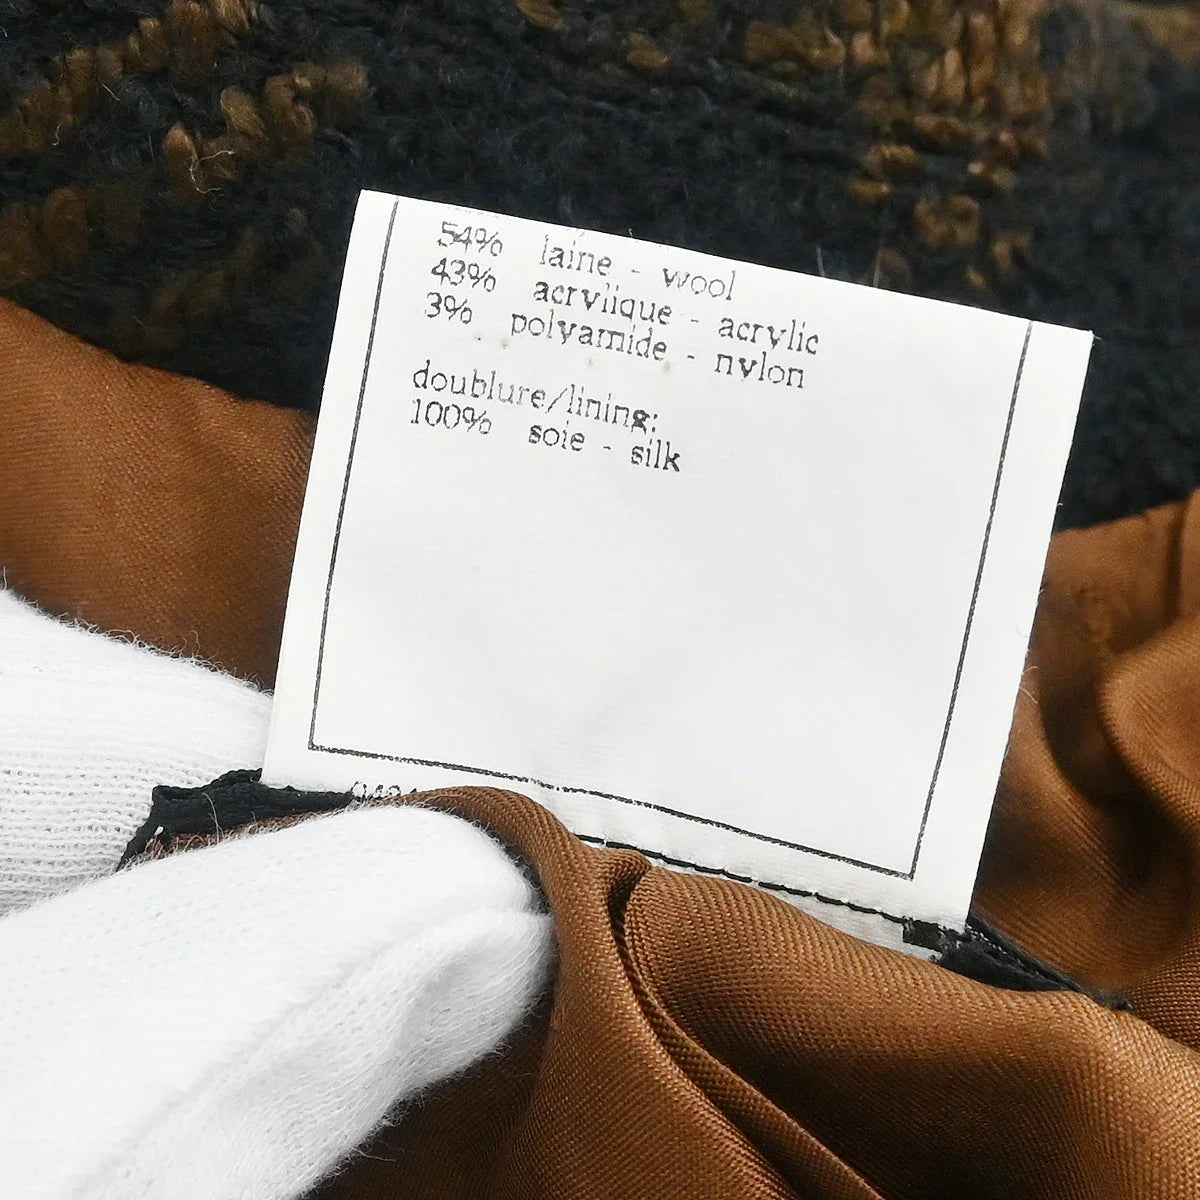 54% laine - wool
43% acrylique - acrylic
3% polyamide - nylon
doublure/lining:
100% soie - silk